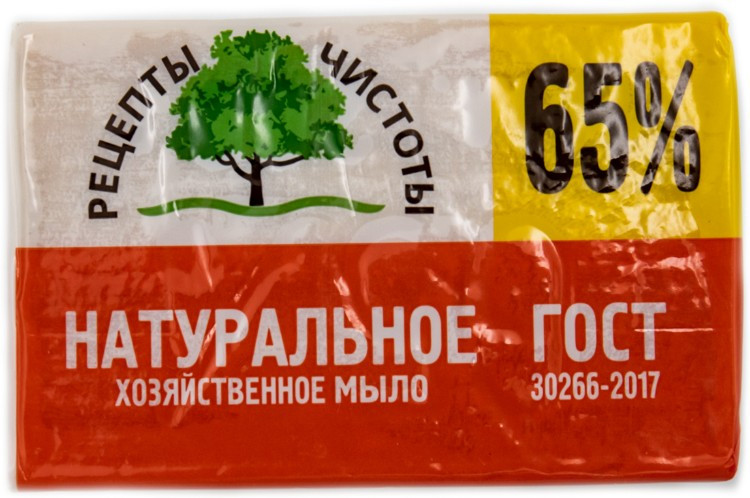 РЕЦЕПТЫ ЧИСТОТЫ
65%
НАТУРАЛЬНОЕ
ХОЗЯЙСТВЕННОЕ МЫЛО
ГОСТ
30266-2017